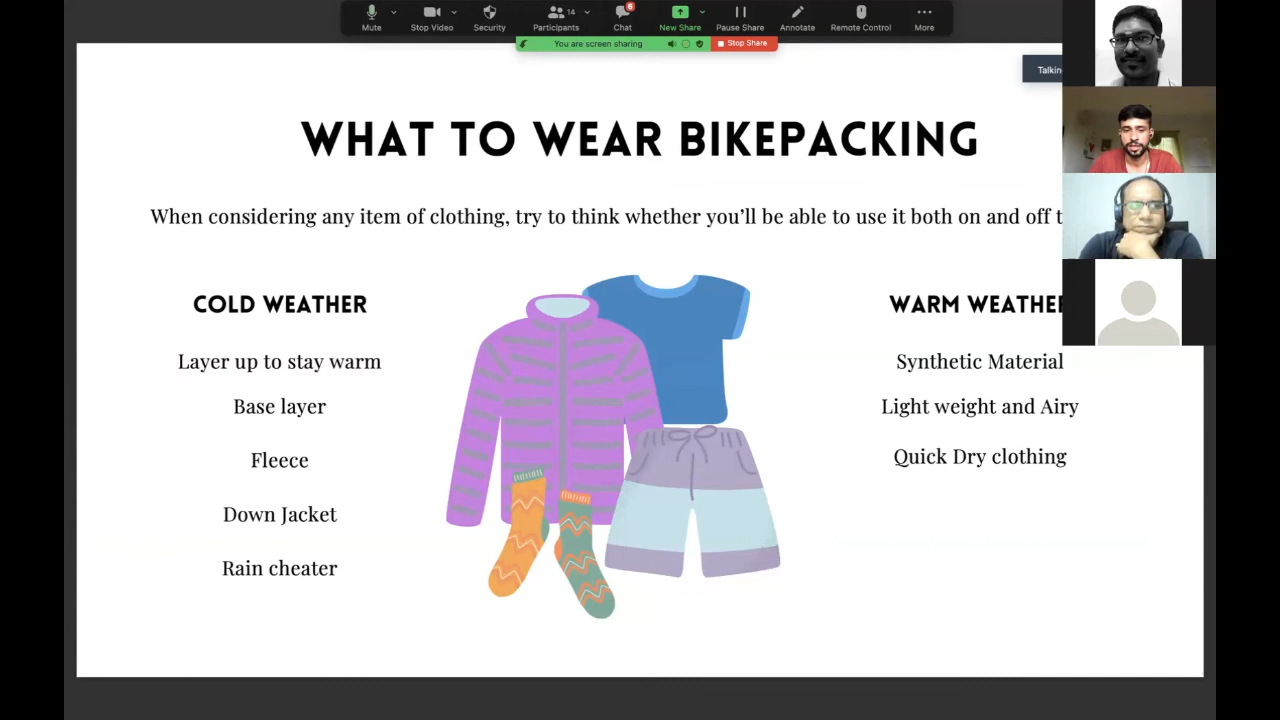 Mute
Stop Video
Security
Participants
14
Chat
6
New Share
Pause Share
Annotate
Remote Control
More
You are screen sharing
Stop Share
WHAT TO WEAR BIKEPACKING
When considering any item of clothing, try to think whether you’ll be able to use it both on and off
COLD WEATHER
Layer up to stay warm
Base layer
Fleece
Down Jacket
Rain cheater
WARM
Synthetic Material
Light weight and Airy
Quick Dry clothing